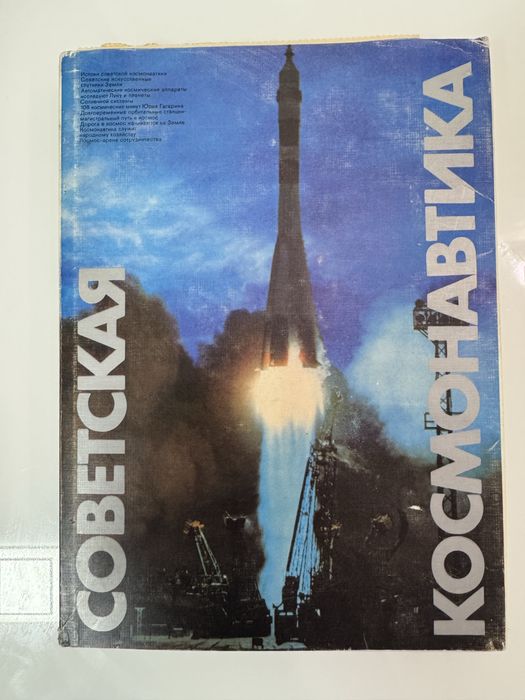 Истоки советской космонавтики
Советские искусственные
спутники Земли
Автоматические космические аппараты
исследуют Луну и планеты
Солнечной системы
108 космических минут Юрия Гагарина
Долговременные орбитальные станции—
магистральный путь в космос
Дорога в космос начинается на Земле
Космонавтика служит
народному хозяйству
Космос-арена сотрудничества
СОВЕТСКАЯ
КОСМОНАВТИКА